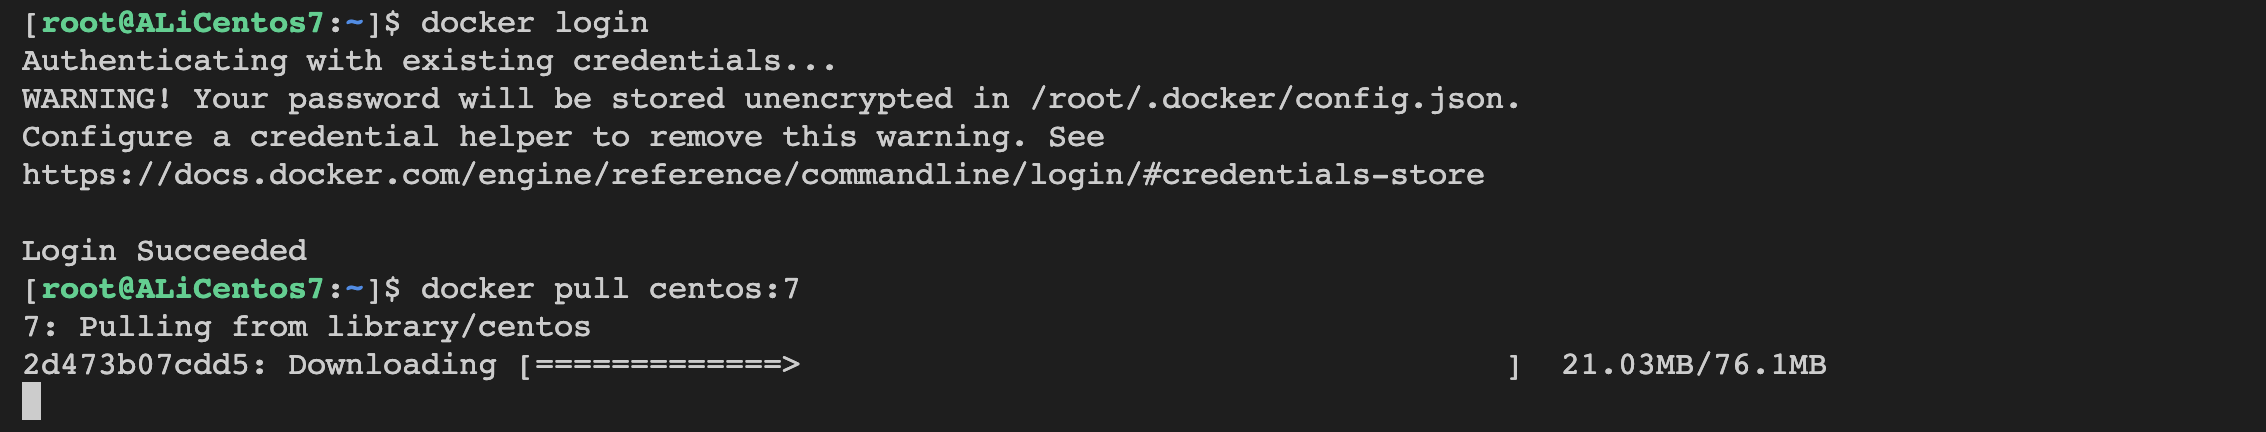 [root@ALiCentos7:~]$ docker login
Authenticating with existing credentials...
WARNING! Your password will be stored unencrypted in /root/.docker/config.json.
Configure a credential helper to remove this warning. See
https://docs.docker.com/engine/reference/commandline/login/#credentials-store

Login Succeeded
[root@ALiCentos7:~]$ docker pull centos:7
7: Pulling from library/centos
2d473b07cdd5: Downloading [=============>                                     ]  21.03MB/76.1MB